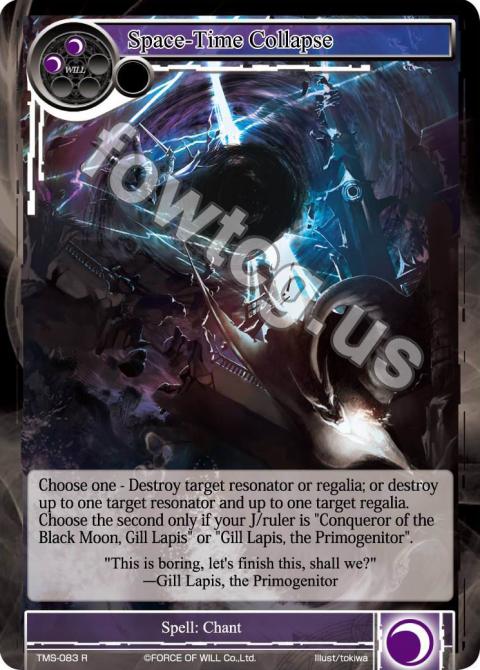 Space-Time Collapse
WILL
fowtcg.us
Choose one - Destroy target resonator or regalia; or destroy
up to one target resonator and up to one target regalia.
Choose the second only if your J/ruler is "Conqueror of the
Black Moon, Gill Lapis" or "Gill Lapis, the Primogenitor".
"This is boring, let's finish this, shall we?"
—Gill Lapis, the Primogenitor
Spell: Chant
TMS-083 R ©FORCE OF WILL Co.,Ltd. Illust/tokiwa